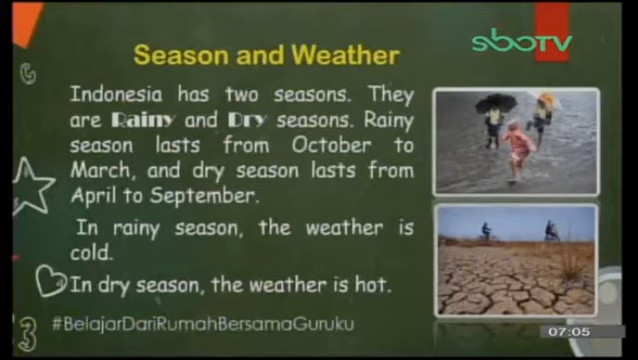 sboTV
Season and Weather
Indonesia has two seasons. They
are Rainy and Dry seasons. Rainy
season lasts from October to
March, and dry season lasts from
April to September.
In rainy season, the weather is
cold.
In dry season, the weather is hot.
#BelajarDariRumahBersamaGuruku
07:05